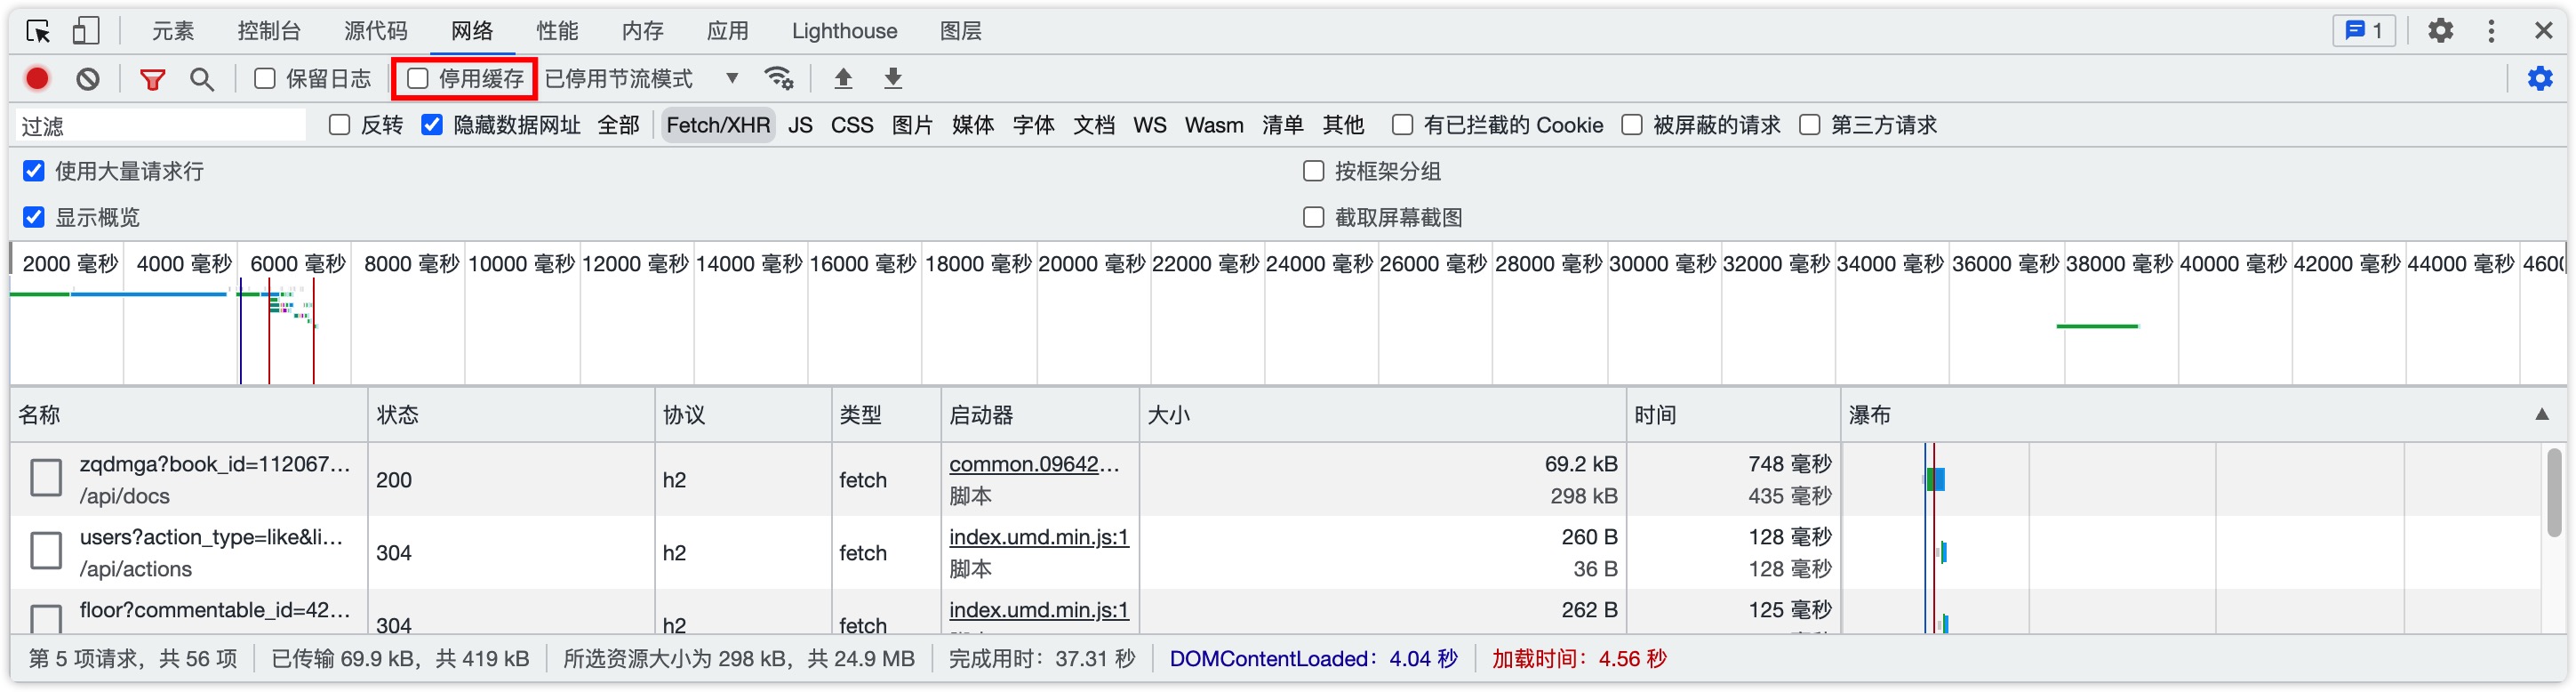 元素 控制台 源代码 网络 性能 内存 应用 Lighthouse 图层 1
保留日志 停用缓存 已停用节流模式
过滤 反转 隐藏数据网址 全部 Fetch/XHR JS CSS 图片 媒体 字体 文档 WS Wasm 清单 其他 有已拦截的 Cookie 被屏蔽的请求 第三方请求
使用大量请求行 按框架分组
显示概览 截取屏幕截图
2000 毫秒 4000 毫秒 6000 毫秒 8000 毫秒 10000 毫秒 12000 毫秒 14000 毫秒 16000 毫秒 18000 毫秒 20000 毫秒 22000 毫秒 24000 毫秒 26000 毫秒 28000 毫秒 30000 毫秒 32000 毫秒 34000 毫秒 36000 毫秒 38000 毫秒 40000 毫秒 42000 毫秒 44000 毫秒
名称 状态 协议 类型 启动器 大小 时间 瀑布
zqdmga?book_id=112067… 200 h2 fetch common.09642… 69.2 kB 748 毫秒
/api/docs 脚本 298 kB 435 毫秒
users?action_type=like&li… 304 h2 fetch index.umd.min.js:1 260 B 128 毫秒
/api/actions 脚本 36 B 128 毫秒
floor?commentable_id=42… 304 h2 fetch index.umd.min.js:1 262 B 125 毫秒
第 5 项请求，共 56 项 已传输 69.9 kB，共 419 kB 所选资源大小为 298 kB，共 24.9 MB 完成用时：37.31 秒 DOMContentLoaded：4.04 秒 加载时间：4.56 秒